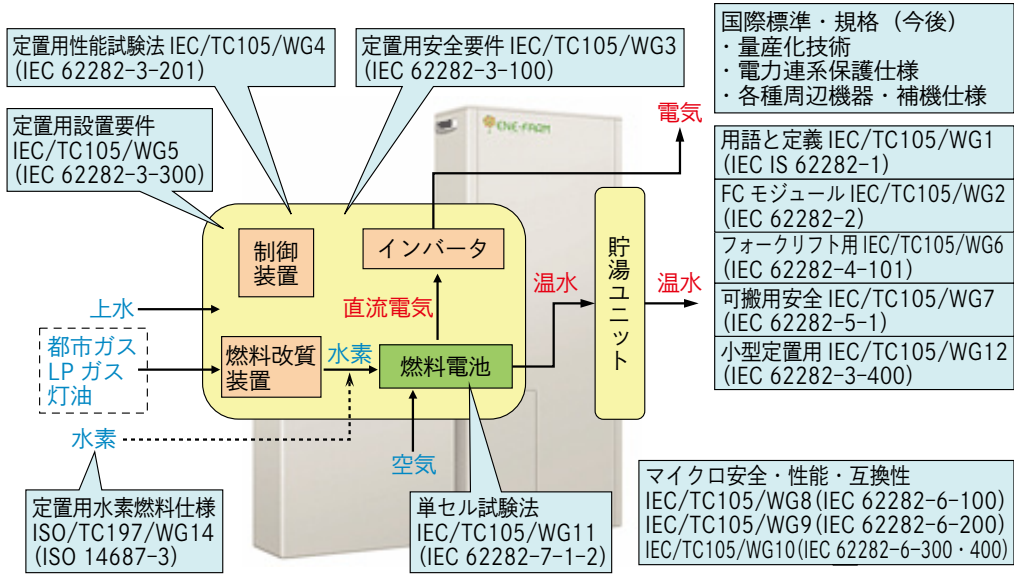 定置用性能試験法 IEC/TC105/WG4
(IEC 62282-3-201)
定置用安全要件 IEC/TC105/WG3
(IEC 62282-3-100)
国際標準・規格（今後）
・量産化技術
・電力連系保護仕様
・各種周辺機器・補機仕様
定置用設置要件
IEC/TC105/WG5
(IEC 62282-3-300)
ENE-FARM
電気
用語と定義 IEC/TC105/WG1
(IEC IS 62282-1)
FC モジュール IEC/TC105/WG2
(IEC 62282-2)
フォークリフト用 IEC/TC105/WG6
(IEC 62282-4-101)
可搬用安全 IEC/TC105/WG7
(IEC 62282-5-1)
小型定置用 IEC/TC105/WG12
(IEC 62282-3-400)
制御
装置
インバータ
貯湯ユニット
直流電気
温水
温水
上水
都市ガス
LP ガス
灯油
燃料改質
装置
水素
燃料電池
水素
空気
定置用水素燃料仕様
ISO/TC197/WG14
(ISO 14687-3)
単セル試験法
IEC/TC105/WG11
(IEC 62282-7-1-2)
マイクロ安全・性能・互換性
IEC/TC105/WG8(IEC 62282-6-100)
IEC/TC105/WG9(IEC 62282-6-200)
IEC/TC105/WG10(IEC 62282-6-300・400)